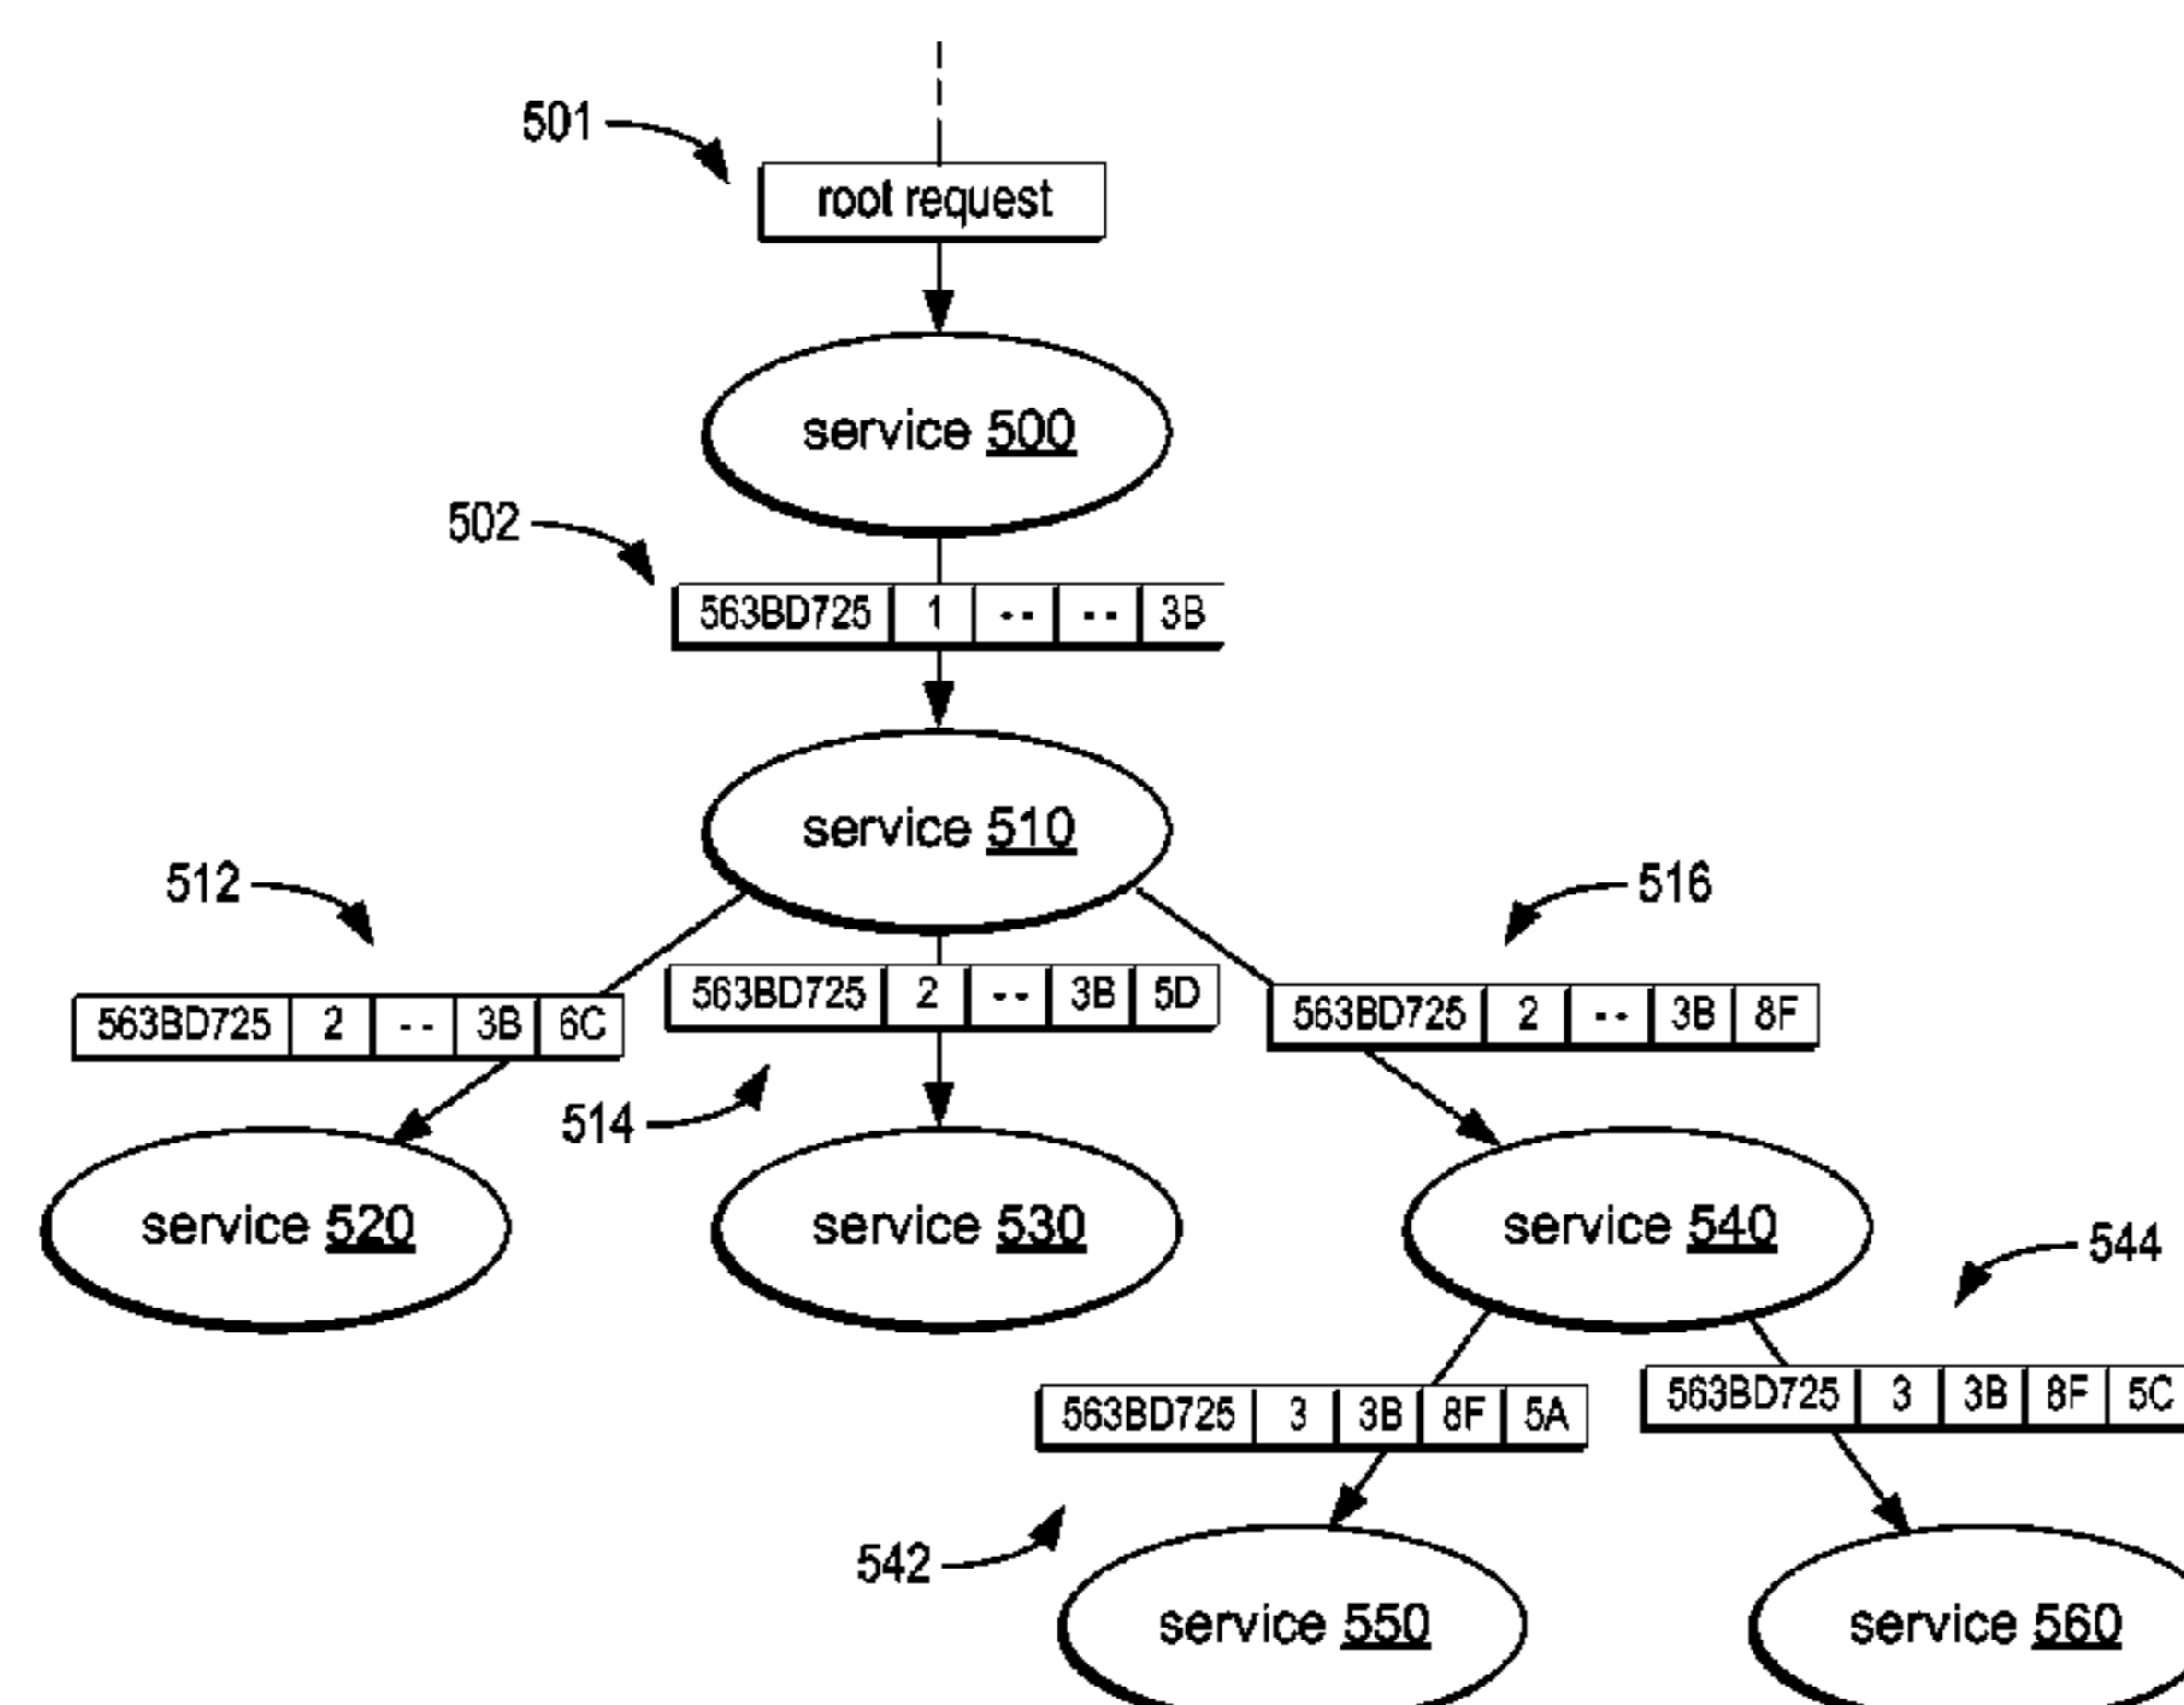 501
root request
service 500
502
563BD725 1 -- -- 3B
service 510
512
516
563BD725 2 -- 3B 6C
563BD725 2 -- 3B 5D
563BD725 2 -- 3B 8F
514
service 520
service 530
service 540
544
563BD725 3 3B 8F 5A
563BD725 3 3B 8F 5C
542
service 550
service 560